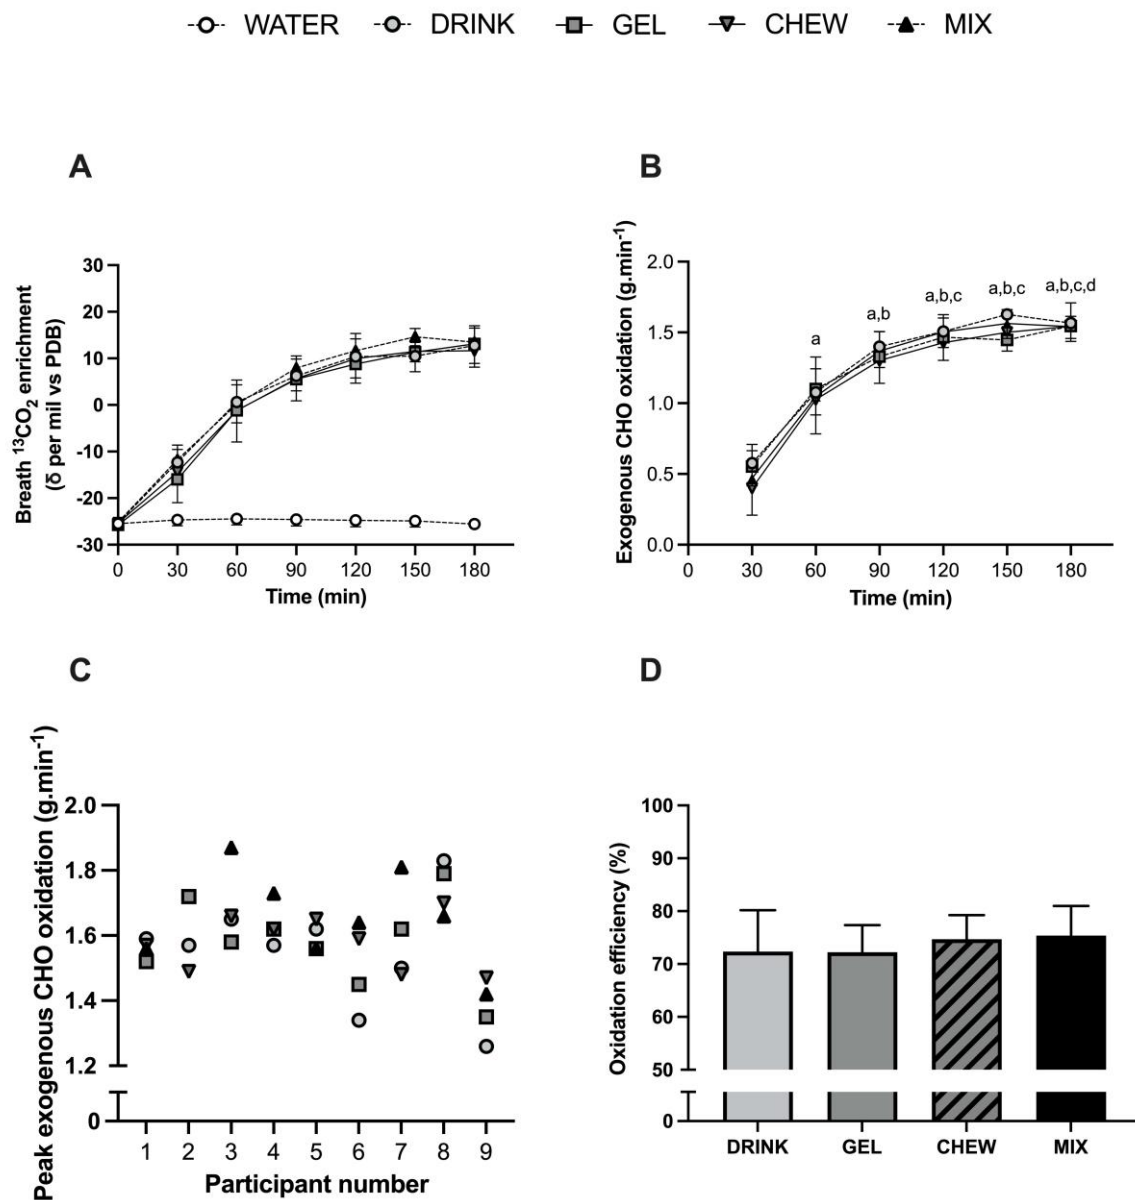 WATER DRINK GEL CHEW MIX
A
Breath ¹³CO₂ enrichment
(δ per mil vs PDB)
30
20
10
0
-10
-20
-30
0 30 60 90 120 150 180
Time (min)
B
Exogenous CHO oxidation (g.min⁻¹)
2.0
1.5
1.0
0.5
0.0
a
a,b
a,b,c
a,b,c
a,b,c,d
0 30 60 90 120 150 180
Time (min)
C
Peak exogenous CHO oxidation (g.min⁻¹)
2.0
1.8
1.6
1.4
1.2
0
1 2 3 4 5 6 7 8 9
Participant number
D
Oxidation efficiency (%)
100
90
80
70
60
50
0
DRINK GEL CHEW MIX